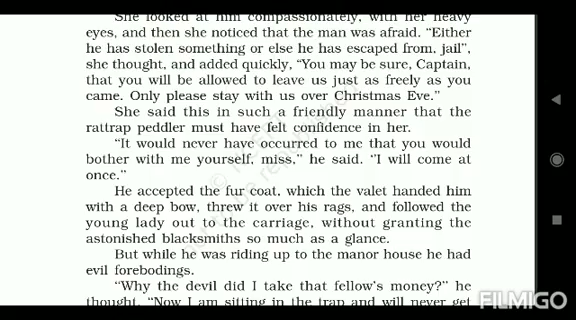 She looked at him compassionately, with her heavy
eyes, and then she noticed that the man was afraid. “Either
he has stolen something or else he has escaped from, jail”,
she thought, and added quickly, “You may be sure, Captain,
that you will be allowed to leave us just as freely as you
came. Only please stay with us over Christmas Eve.”
She said this in such a friendly manner that the
rattrap peddler must have felt confidence in her.
“It would never have occurred to me that you would
bother with me yourself, miss,” he said. “I will come at
once.”
He accepted the fur coat, which the valet handed him
with a deep bow, threw it over his rags, and followed the
young lady out to the carriage, without granting the
astonished blacksmiths so much as a glance.
But while he was riding up to the manor house he had
evil forebodings.
“Why the devil did I take that fellow’s money?” he
thought. “Now I am sitting in the trap and will never get
FILMIGO